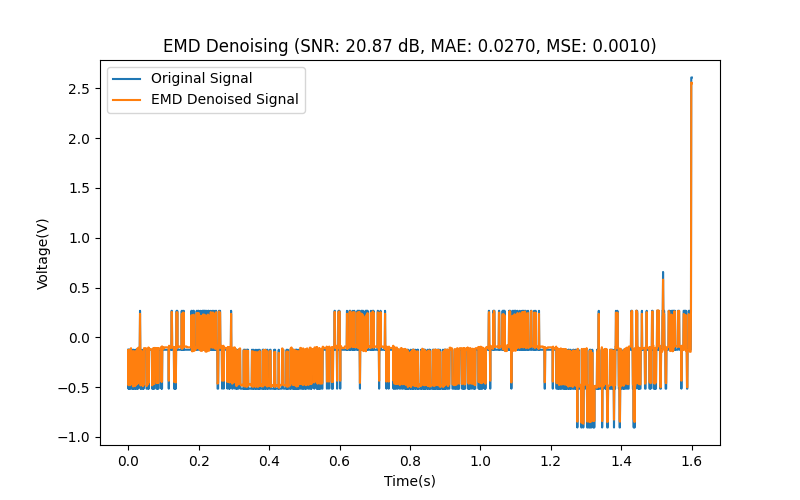 EMD Denoising (SNR: 20.87 dB, MAE: 0.0270, MSE: 0.0010)
Original Signal
EMD Denoised Signal
Voltage(V)
2.5
2.0
1.5
1.0
0.5
0.0
−0.5
−1.0
0.0 0.2 0.4 0.6 0.8 1.0 1.2 1.4 1.6
Time(s)